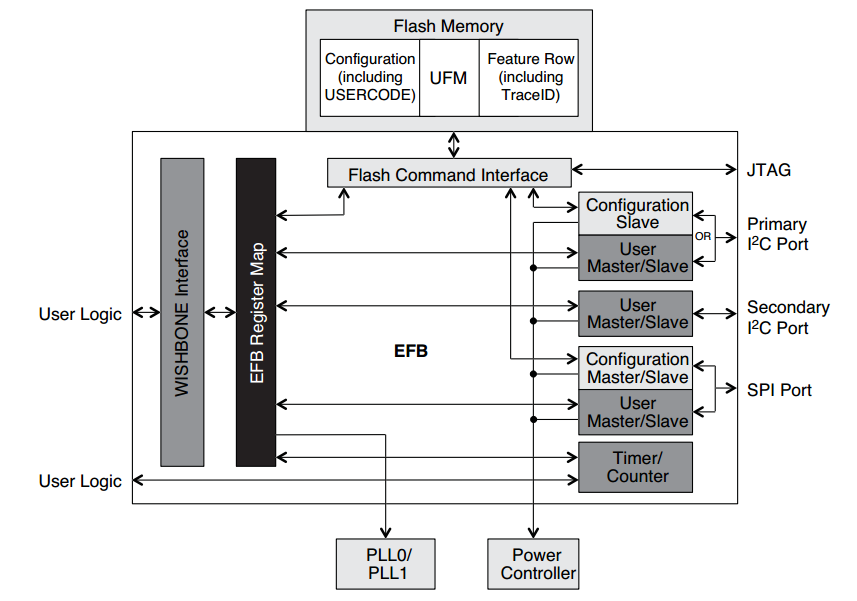 Flash Memory
Configuration
(including
USERCODE)
UFM
Feature Row
(including
TraceID)
Flash Command Interface
JTAG
Configuration
Slave
OR
Primary
I²C Port
User
Master/Slave
WISHBONE Interface
EFB Register Map
User Logic
User
Master/Slave
Secondary
I²C Port
EFB
Configuration
Master/Slave
SPI Port
User
Master/Slave
Timer/
Counter
User Logic
PLL0/
PLL1
Power
Controller